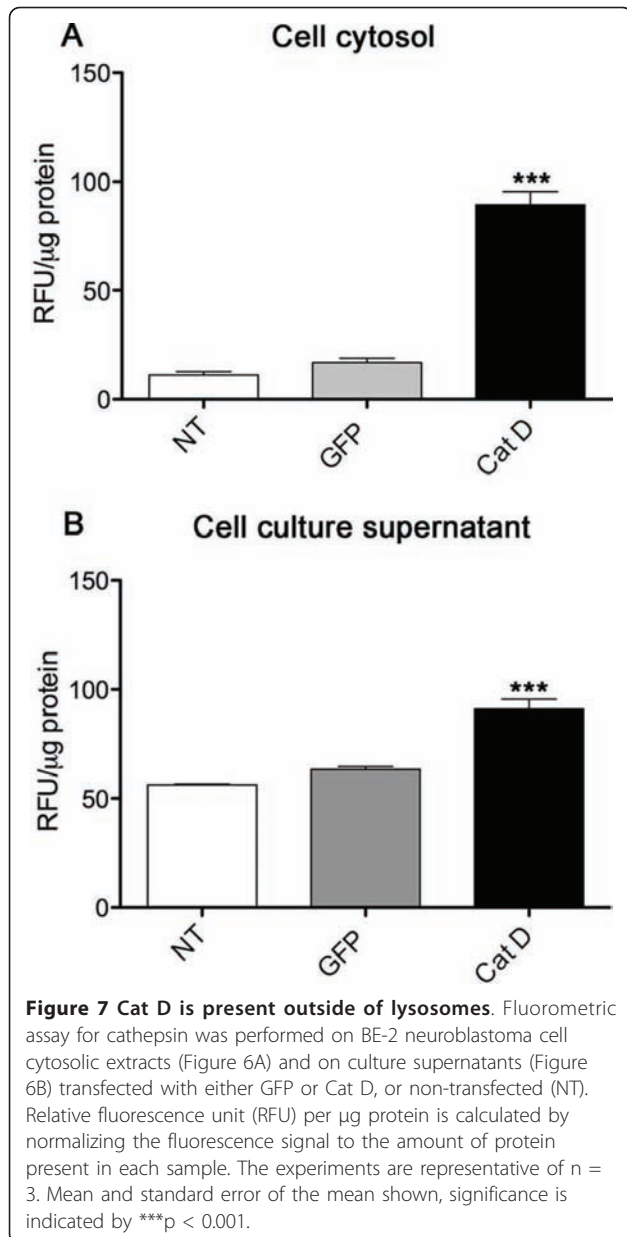 A Cell cytosol
150
100
50
0
RFU/µg protein
***
NT
GFP
Cat D
B Cell culture supernatant
150
100
50
0
RFU/µg protein
***
NT
GFP
Cat D
Figure 7 Cat D is present outside of lysosomes. Fluorometric
assay for cathepsin was performed on BE-2 neuroblastoma cell
cytosolic extracts (Figure 6A) and on culture supernatants (Figure
6B) transfected with either GFP or Cat D, or non-transfected (NT).
Relative fluorescence unit (RFU) per µg protein is calculated by
normalizing the fluorescence signal to the amount of protein
present in each sample. The experiments are representative of n =
3. Mean and standard error of the mean shown, significance is
indicated by ***p < 0.001.